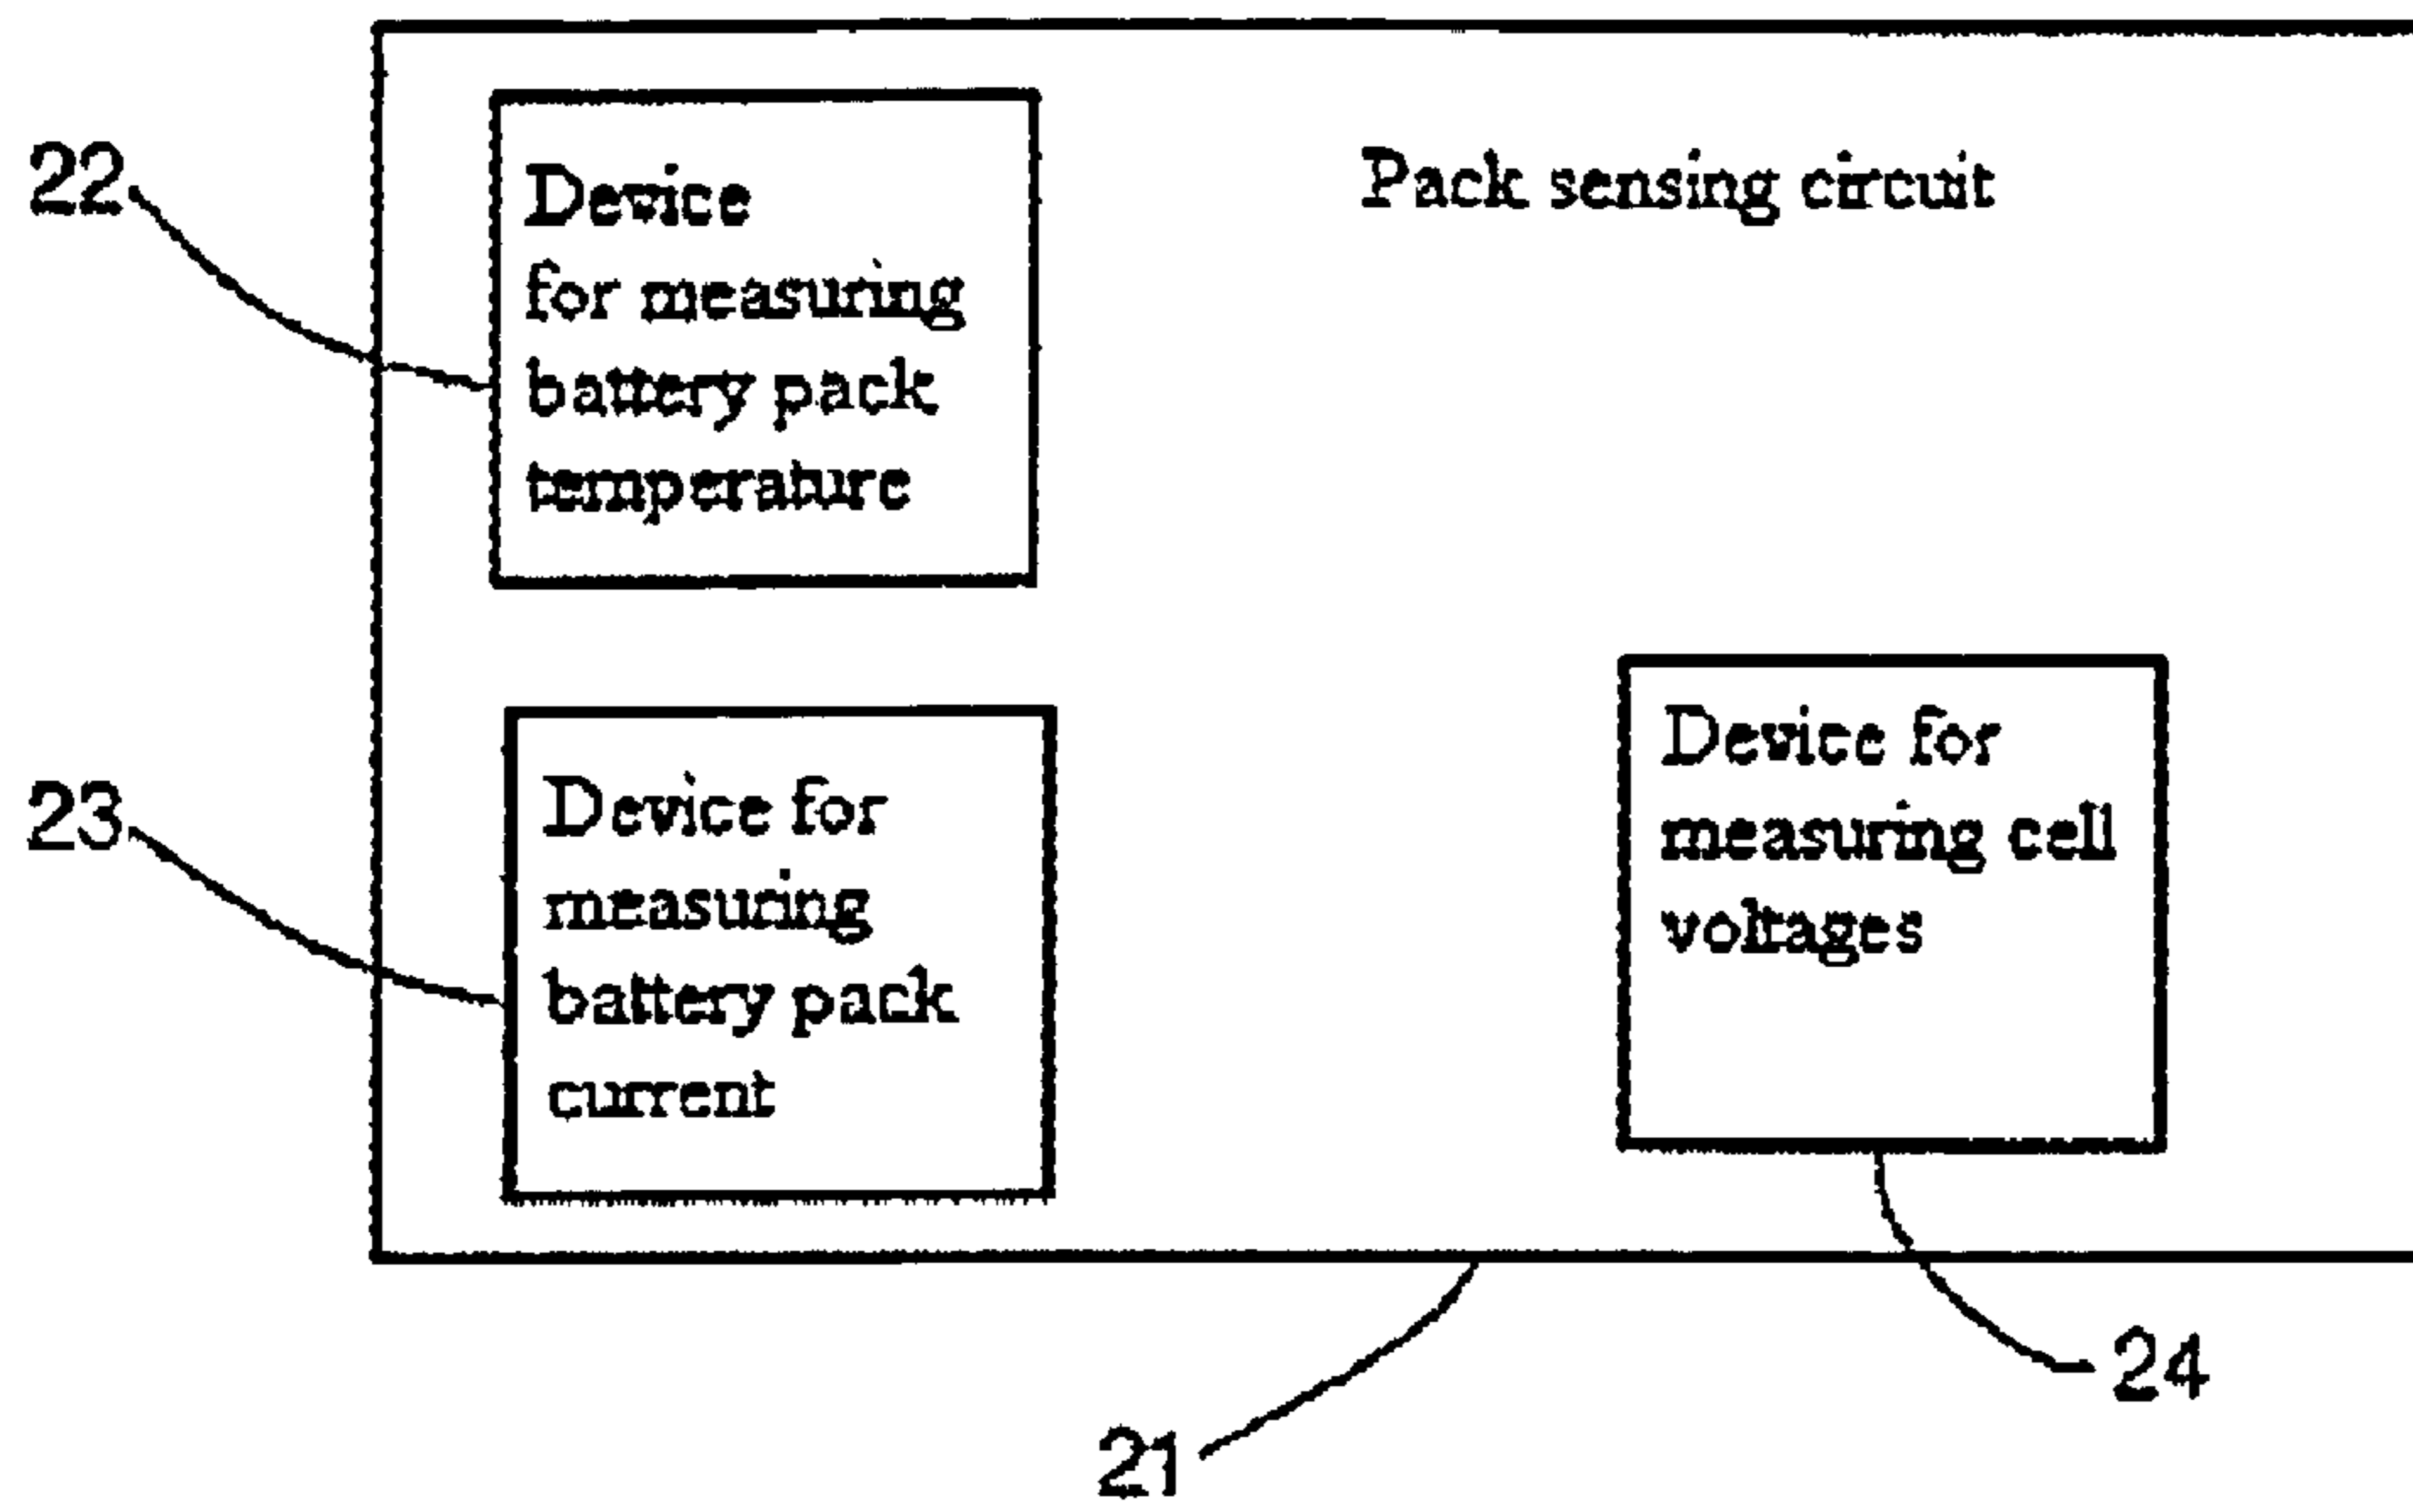 22
Device
for measuring
battery pack
temperature
Pack sensing circuit
23
Device for
measuring
battery pack
current
Device for
measuring cell
voltages
21
24